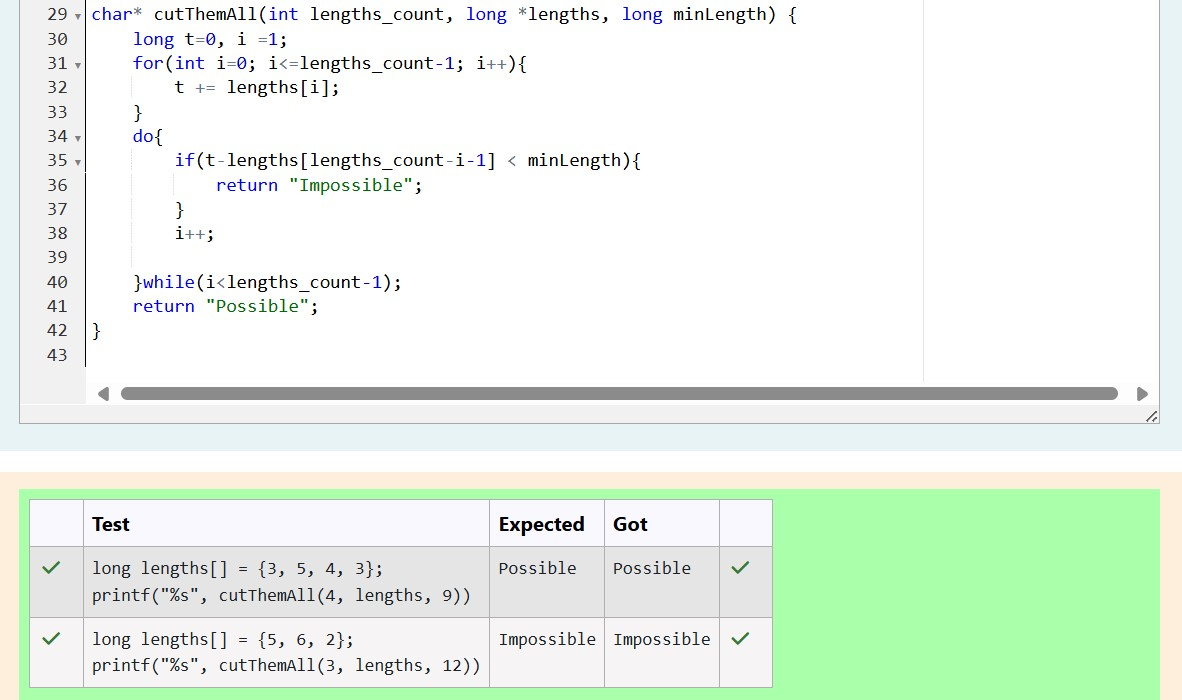 29 char* cutThemAll(int lengths_count, long *lengths, long minLength) {
30 long t=0, i =1;
31 for(int i=0; i<=lengths_count-1; i++){
32 t += lengths[i];
33 }
34 do{
35 if(t-lengths[lengths_count-i-1] < minLength){
36 return "Impossible";
37 }
38 i++;
39
40 }while(i<lengths_count-1);
41 return "Possible";
42 }
43
Test Expected Got
long lengths[] = {3, 5, 4, 3}; Possible Possible
printf("%s", cutThemAll(4, lengths, 9))
long lengths[] = {5, 6, 2}; Impossible Impossible
printf("%s", cutThemAll(3, lengths, 12))